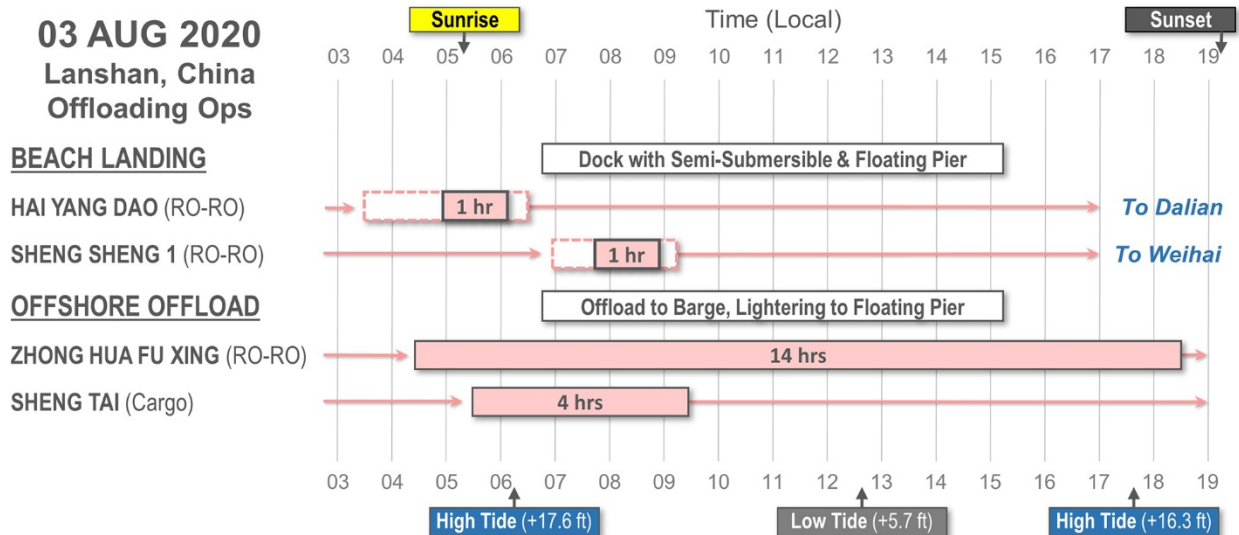 03 AUG 2020
Lanshan, China
Offloading Ops
Sunrise
Time (Local)
Sunset
03 04 05 06 07 08 09 10 11 12 13 14 15 16 17 18 19
BEACH LANDING
Dock with Semi-Submersible & Floating Pier
HAI YANG DAO (RO-RO)
1 hr
To Dalian
SHENG SHENG 1 (RO-RO)
1 hr
To Weihai
OFFSHORE OFFLOAD
Offload to Barge, Lightering to Floating Pier
ZHONG HUA FU XING (RO-RO)
14 hrs
SHENG TAI (Cargo)
4 hrs
03 04 05 06 07 08 09 10 11 12 13 14 15 16 17 18 19
High Tide (+17.6 ft)
Low Tide (+5.7 ft)
High Tide (+16.3 ft)